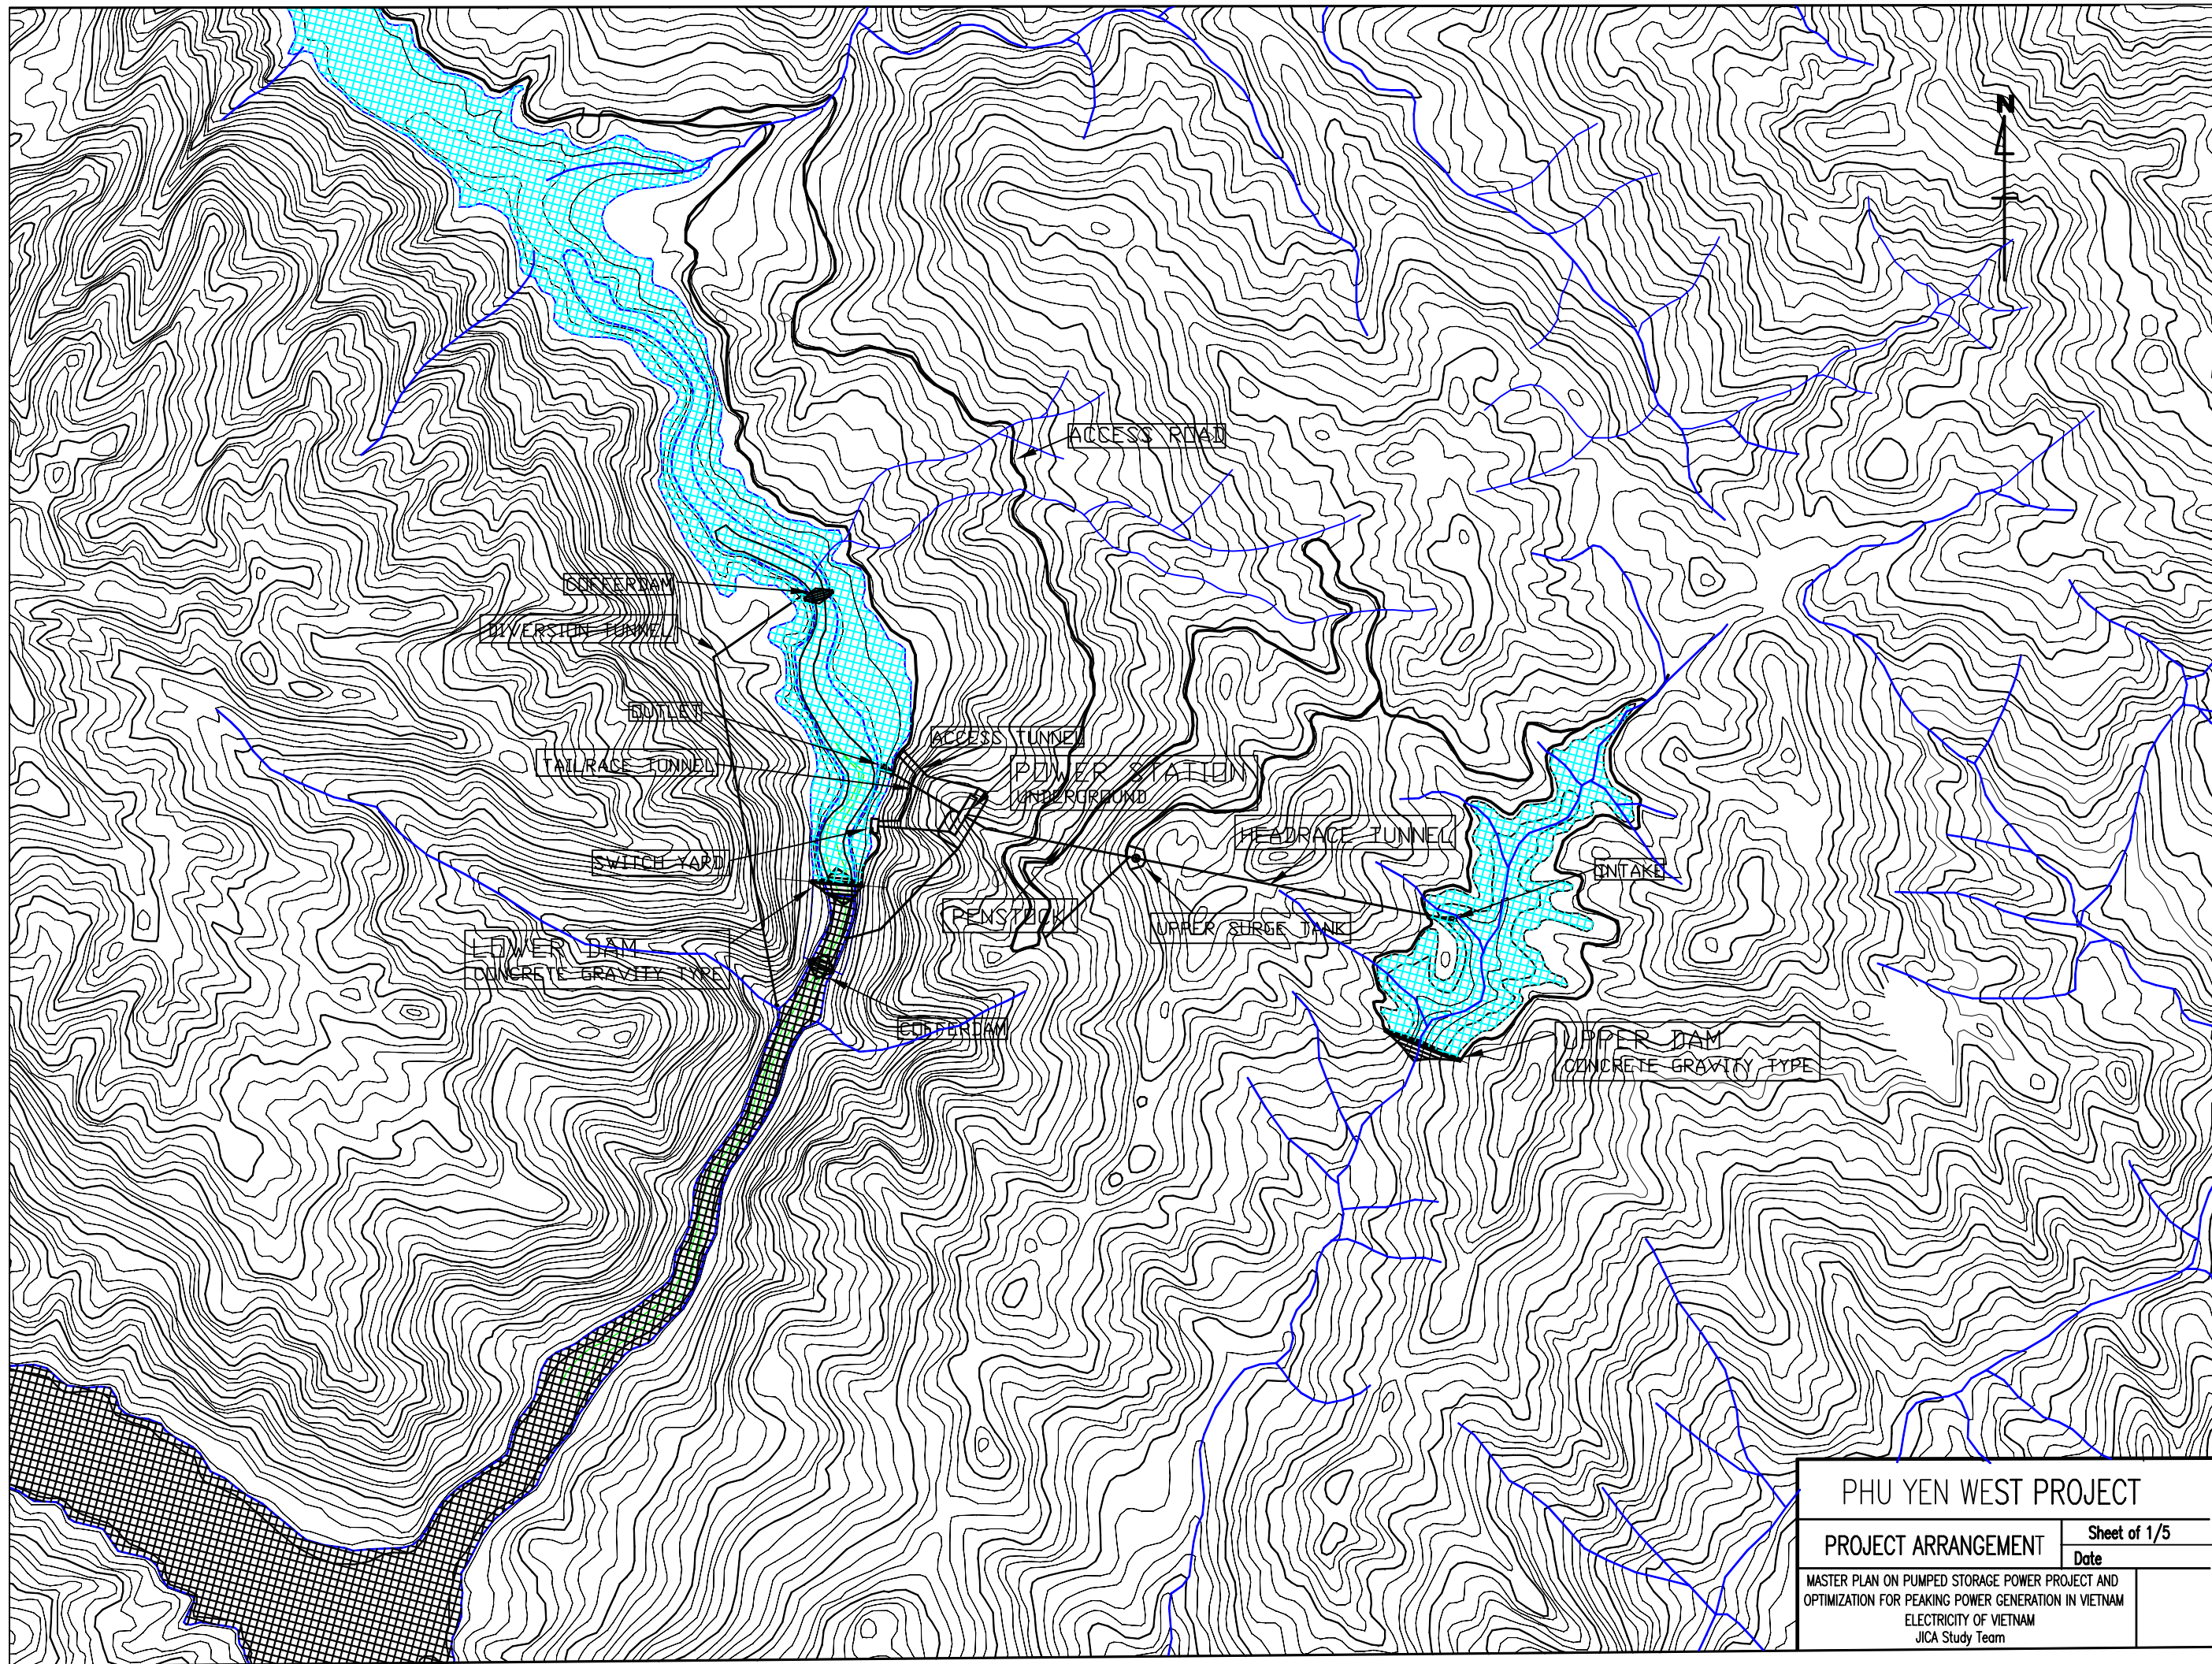 N
ACCESS ROAD
COFFERDAM
DIVERSION TUNNEL
OUTLET
ACCESS TUNNEL
TAILRACE TUNNEL
POWER STATION
UNDERGROUND
HEADRACE TUNNEL
SWITCH YARD
INTAKE
PENSTOCK
UPPER SURGE TANK
LOWER DAM
CONCRETE GRAVITY TYPE
COFFERDAM
UPPER DAM
CONCRETE GRAVITY TYPE
PHU YEN WEST PROJECT
PROJECT ARRANGEMENT
Sheet of 1/5
Date
MASTER PLAN ON PUMPED STORAGE POWER PROJECT AND
OPTIMIZATION FOR PEAKING POWER GENERATION IN VIETNAM
ELECTRICITY OF VIETNAM
JICA Study Team